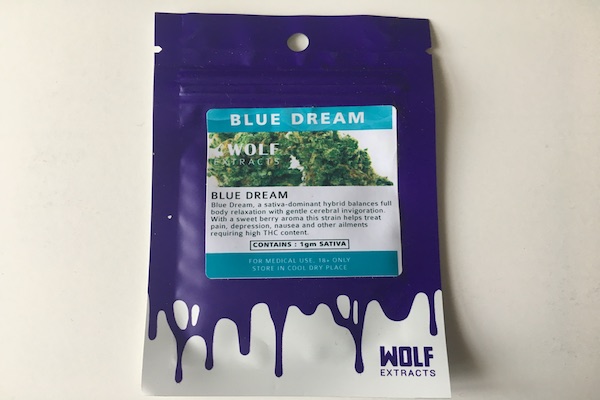 BLUE DREAM
WOLF
EXTRACTS
BLUE DREAM
Blue Dream, a sativa-dominant hybrid balances full
body relaxation with gentle cerebral invigoration.
With a sweet berry aroma this strain helps treat
pain, depression, nausea and other ailments
requiring high THC content.
CONTAINS : 1gm SATIVA
FOR MEDICAL USE, 18+ ONLY
STORE IN COOL DRY PLACE
WOLF
EXTRACTS